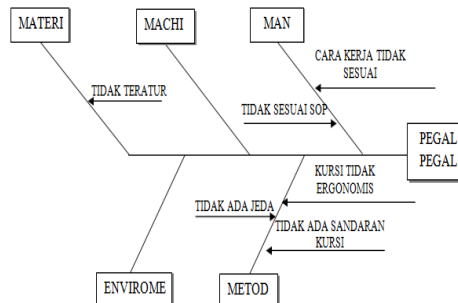 MATERI
MACHI
MAN
CARA KERJA TIDAK
SESUAI
TIDAK TERATUR
TIDAK SESUAI SOP
PEGAL
PEGAL
KURSI TIDAK
ERGONOMIS
TIDAK ADA JEDA
TIDAK ADA SANDARAN
KURSI
ENVIROME
METOD